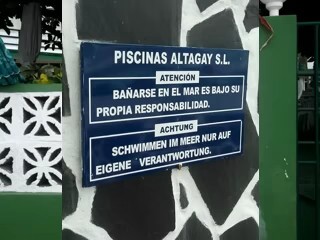 PISCINAS ALTAGAY S.L.
ATENCIÓN
BAÑARSE EN EL MAR ES BAJO SU
PROPIA RESPONSABILIDAD.
ACHTUNG
SCHWIMMEN IM MEER NUR AUF
EIGENE VERANTWORTUNG.